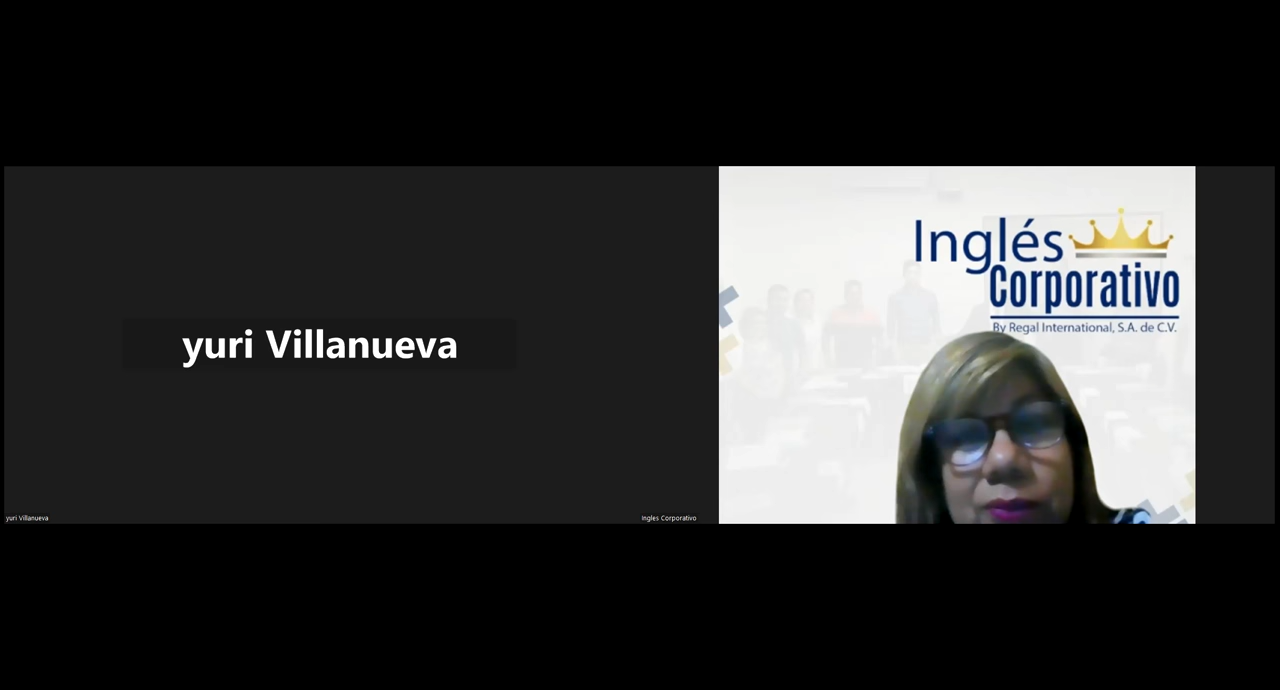 yuri Villanueva
yuri Villanueva
Ingles Corporativo
Inglés
Corporativo
By Regal International, S.A. de C.V.